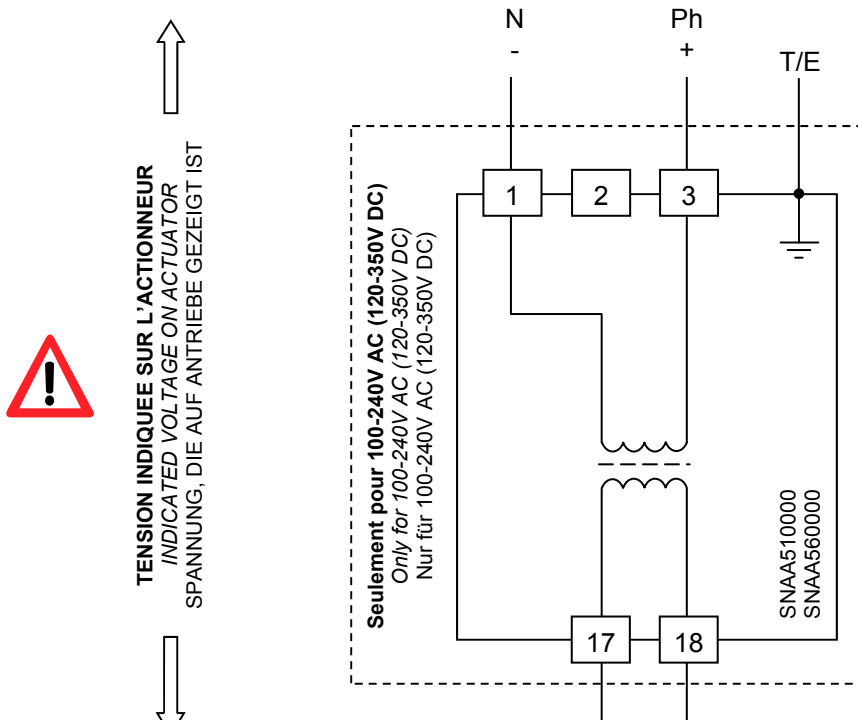 N
-
Ph
+
T/E
1
2
3
TENSION INDIQUEE SUR L'ACTIONNEUR
INDICATED VOLTAGE ON ACTUATOR
SPANNUNG, DIE AUF ANTRIEBE GEZEIGT IST
Seulement pour 100-240V AC (120-350V DC)
Only for 100-240V AC (120-350V DC)
Nur für 100-240V AC (120-350V DC)
SNAA510000
SNAA560000
17
18